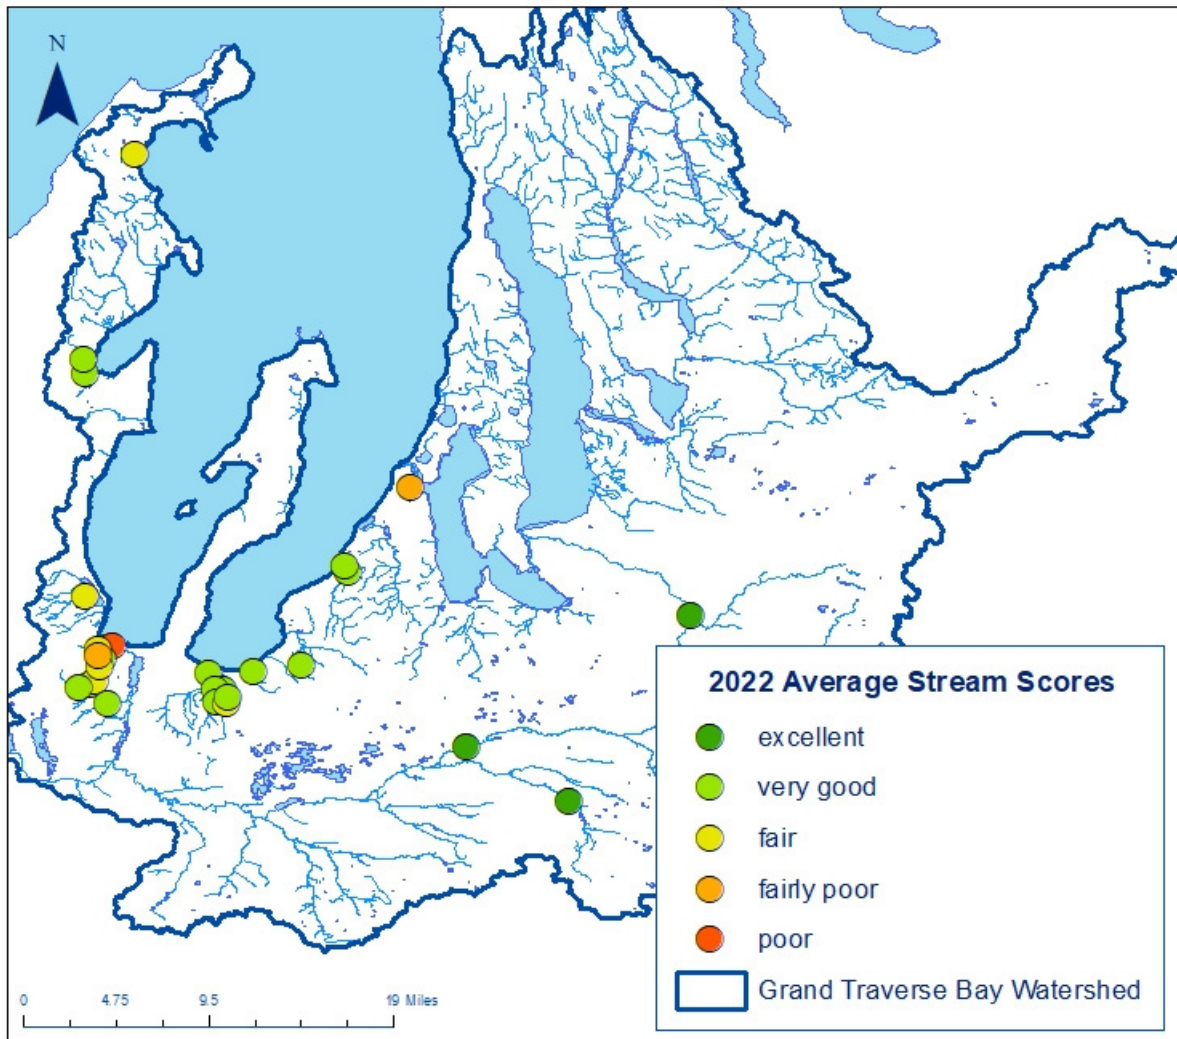 N
2022 Average Stream Scores
excellent
very good
fair
fairly poor
poor
Grand Traverse Bay Watershed
0 4.75 9.5 19 Miles